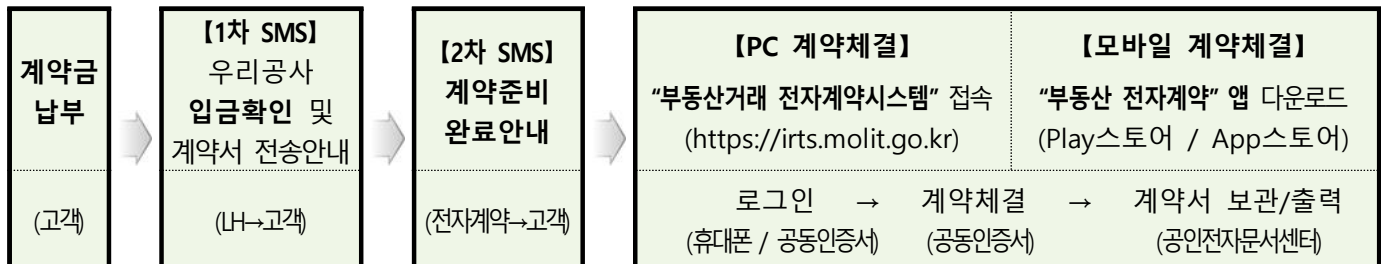 계약금
납부
(고객)
【1차 SMS】
우리공사
입금확인 및
계약서 전송안내
(LH→고객)
【2차 SMS】
계약준비
완료안내
(전자계약→고객)
【PC 계약체결】
“부동산거래 전자계약시스템” 접속
(https://irts.molit.go.kr)
【모바일 계약체결】
“부동산 전자계약” 앱 다운로드
(Play스토어 / App스토어)
로그인 → 계약체결 → 계약서 보관/출력
(휴대폰 / 공동인증서) (공동인증서) (공인전자문서센터)